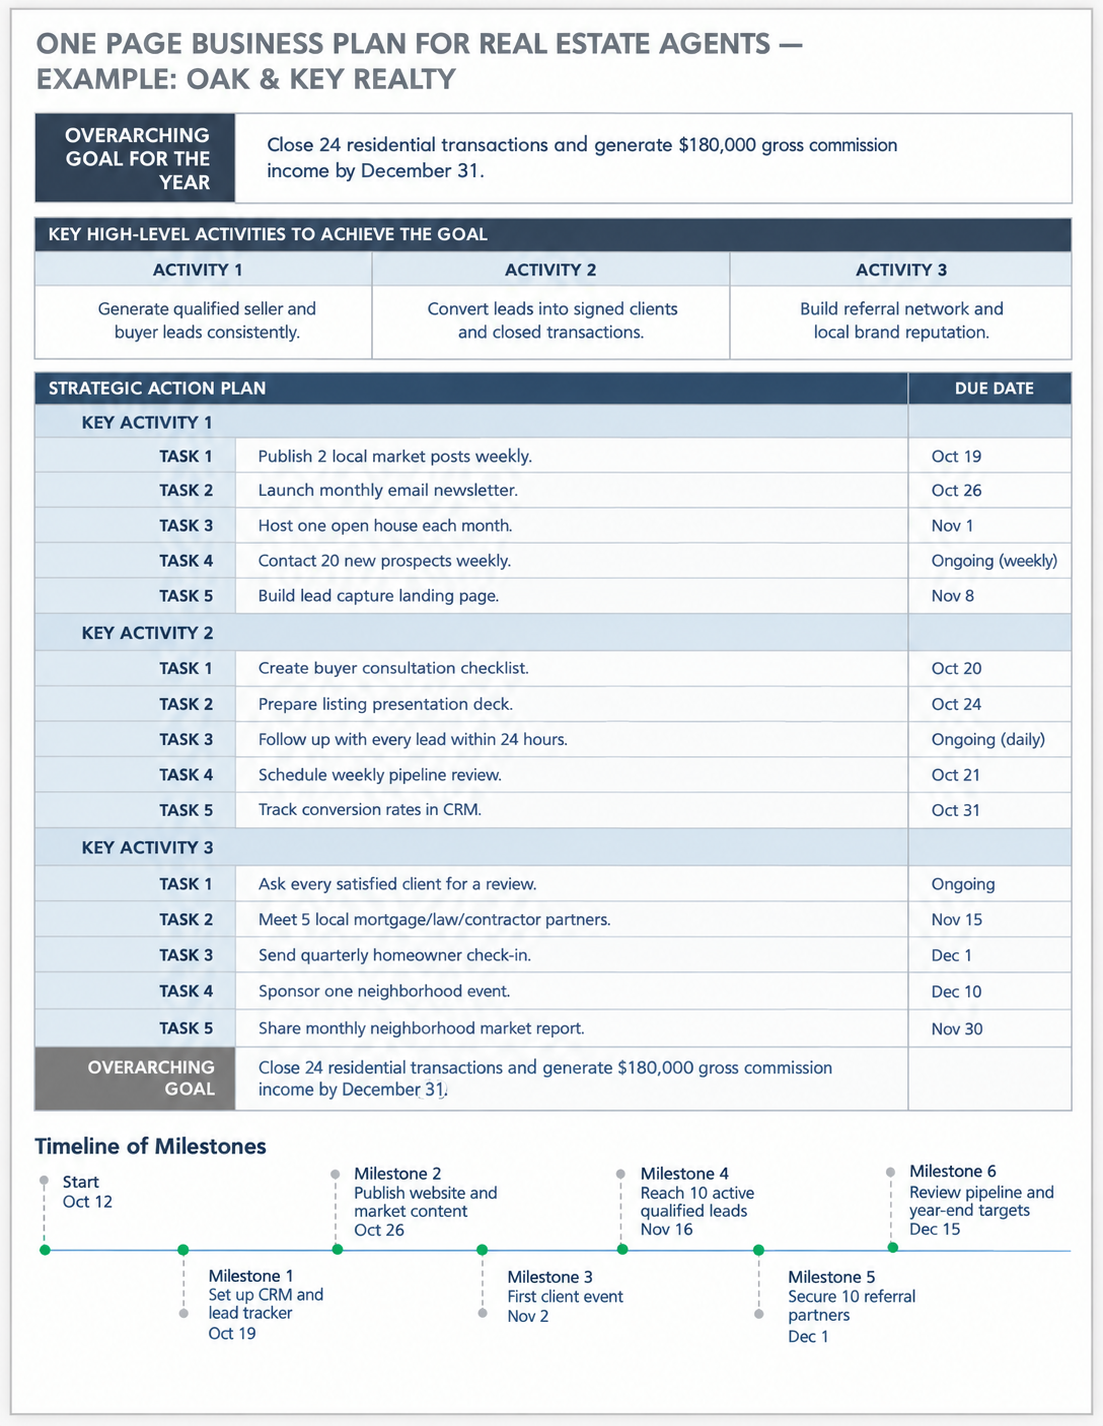 ONE PAGE BUSINESS PLAN FOR REAL ESTATE AGENTS —
EXAMPLE: OAK & KEY REALTY
OVERARCHING
GOAL FOR THE
YEAR
Close 24 residential transactions and generate $180,000 gross commission
income by December 31.
KEY HIGH-LEVEL ACTIVITIES TO ACHIEVE THE GOAL
ACTIVITY 1
ACTIVITY 2
ACTIVITY 3
Generate qualified seller and
buyer leads consistently.
Convert leads into signed clients
and closed transactions.
Build referral network and
local brand reputation.
STRATEGIC ACTION PLAN DUE DATE
KEY ACTIVITY 1
TASK 1 Publish 2 local market posts weekly. Oct 19
TASK 2 Launch monthly email newsletter. Oct 26
TASK 3 Host one open house each month. Nov 1
TASK 4 Contact 20 new prospects weekly. Ongoing (weekly)
TASK 5 Build lead capture landing page. Nov 8
KEY ACTIVITY 2
TASK 1 Create buyer consultation checklist. Oct 20
TASK 2 Prepare listing presentation deck. Oct 24
TASK 3 Follow up with every lead within 24 hours. Ongoing (daily)
TASK 4 Schedule weekly pipeline review. Oct 21
TASK 5 Track conversion rates in CRM. Oct 31
KEY ACTIVITY 3
TASK 1 Ask every satisfied client for a review. Ongoing
TASK 2 Meet 5 local mortgage/law/contractor partners. Nov 15
TASK 3 Send quarterly homeowner check-in. Dec 1
TASK 4 Sponsor one neighborhood event. Dec 10
TASK 5 Share monthly neighborhood market report. Nov 30
OVERARCHING
GOAL
Close 24 residential transactions and generate $180,000 gross commission
income by December 31.
Timeline of Milestones
Start
Oct 12
Milestone 1
Set up CRM and
lead tracker
Oct 19
Milestone 2
Publish website and
market content
Oct 26
Milestone 3
First client event
Nov 2
Milestone 4
Reach 10 active
qualified leads
Nov 16
Milestone 5
Secure 10 referral
partners
Dec 1
Milestone 6
Review pipeline and
year-end targets
Dec 15